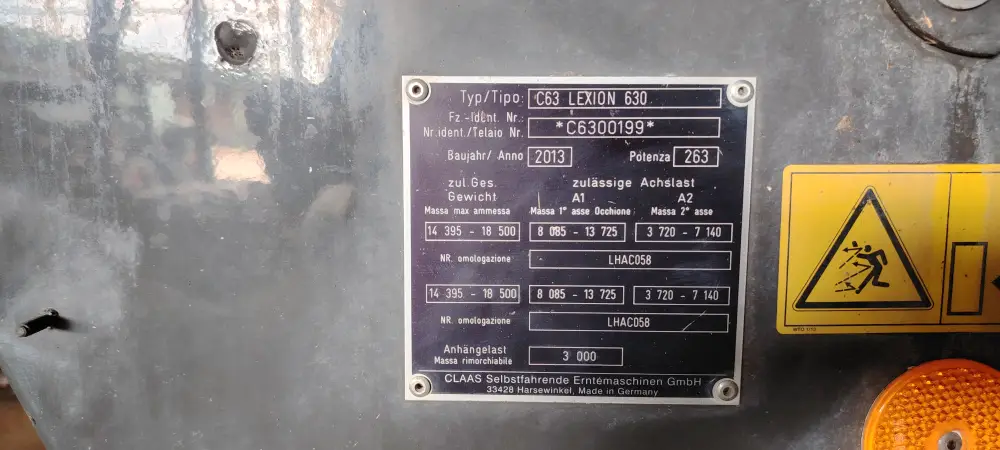 Typ/Tipo: C63 LEXION 630
Fz.-Ident. Nr.:
Nr.ident./Telaio Nr. *C6300199*
Baujahr/Anno 2013 Potenza 263
zul.Ges. zulässige Achslast
Gewicht A1 A2
Massa max ammessa Massa 1° asse Occhione Massa 2° asse
14 395 - 18 500 8 085 - 13 725 3 720 - 7 140
NR. omologazione LHAC058
14 395 - 18 500 8 085 - 13 725 3 720 - 7 140
NR. omologazione LHAC058
Anhängelast
Massa rimorchiabile 3 000
CLAAS Selbstfahrende Erntemaschinen GmbH
33428 Harsewinkel, Made in Germany